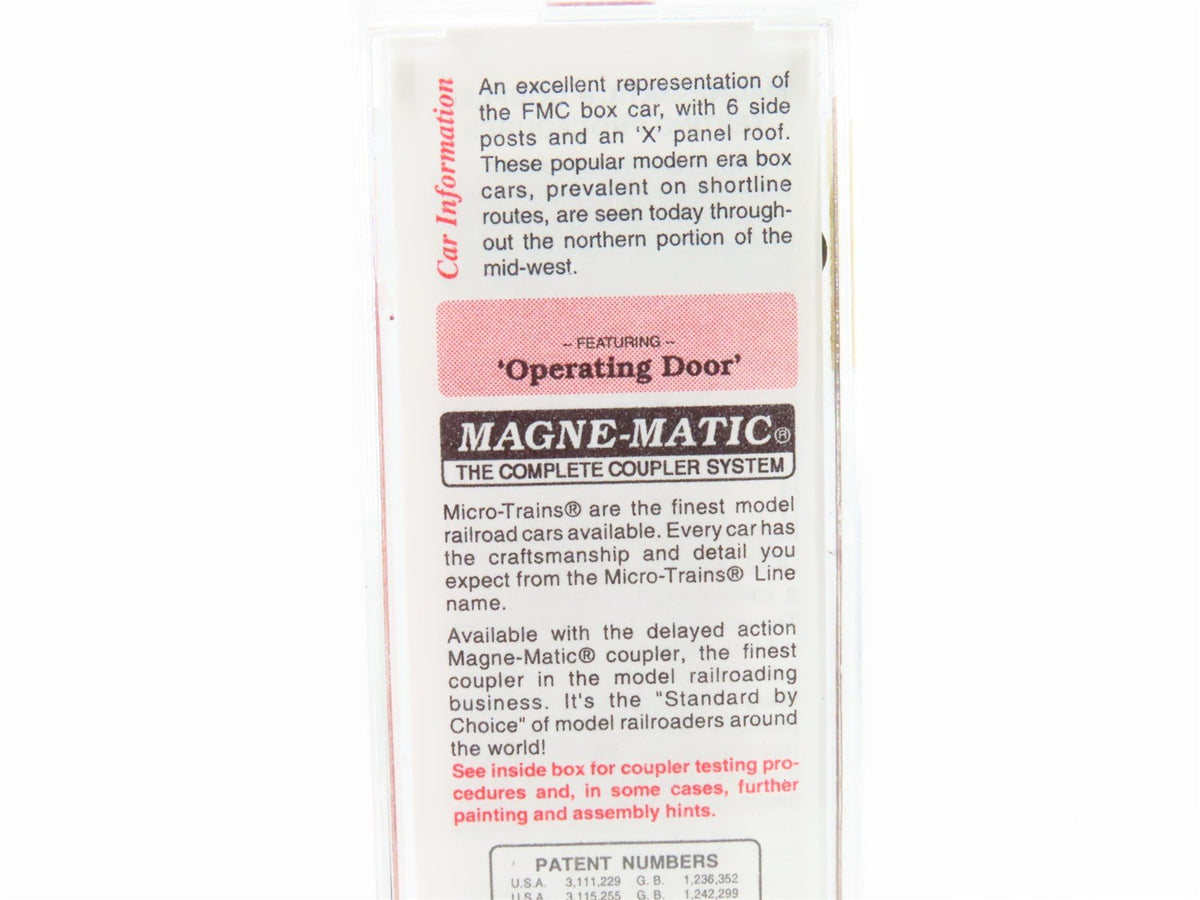 Car Information
An excellent representation of
the FMC box car, with 6 side
posts and an ‘X’ panel roof.
These popular modern era box
cars, prevalent on shortline
routes, are seen today through-
out the northern portion of the
mid-west.
– FEATURING –
‘Operating Door’
MAGNE-MATIC®
THE COMPLETE COUPLER SYSTEM
Micro-Trains® are the finest model
railroad cars available. Every car has
the craftsmanship and detail you
expect from the Micro-Trains® Line
name.
Available with the delayed action
Magne-Matic® coupler, the finest
coupler in the model railroading
business. It's the "Standard by
Choice" of model railroaders around
the world!
See inside box for coupler testing pro-
cedures and, in some cases, further
painting and assembly hints.
PATENT NUMBERS
U.S.A. 3,111,229 G. B. 1,236,352
U.S.A. 3,115,255 G. B. 1,242,299